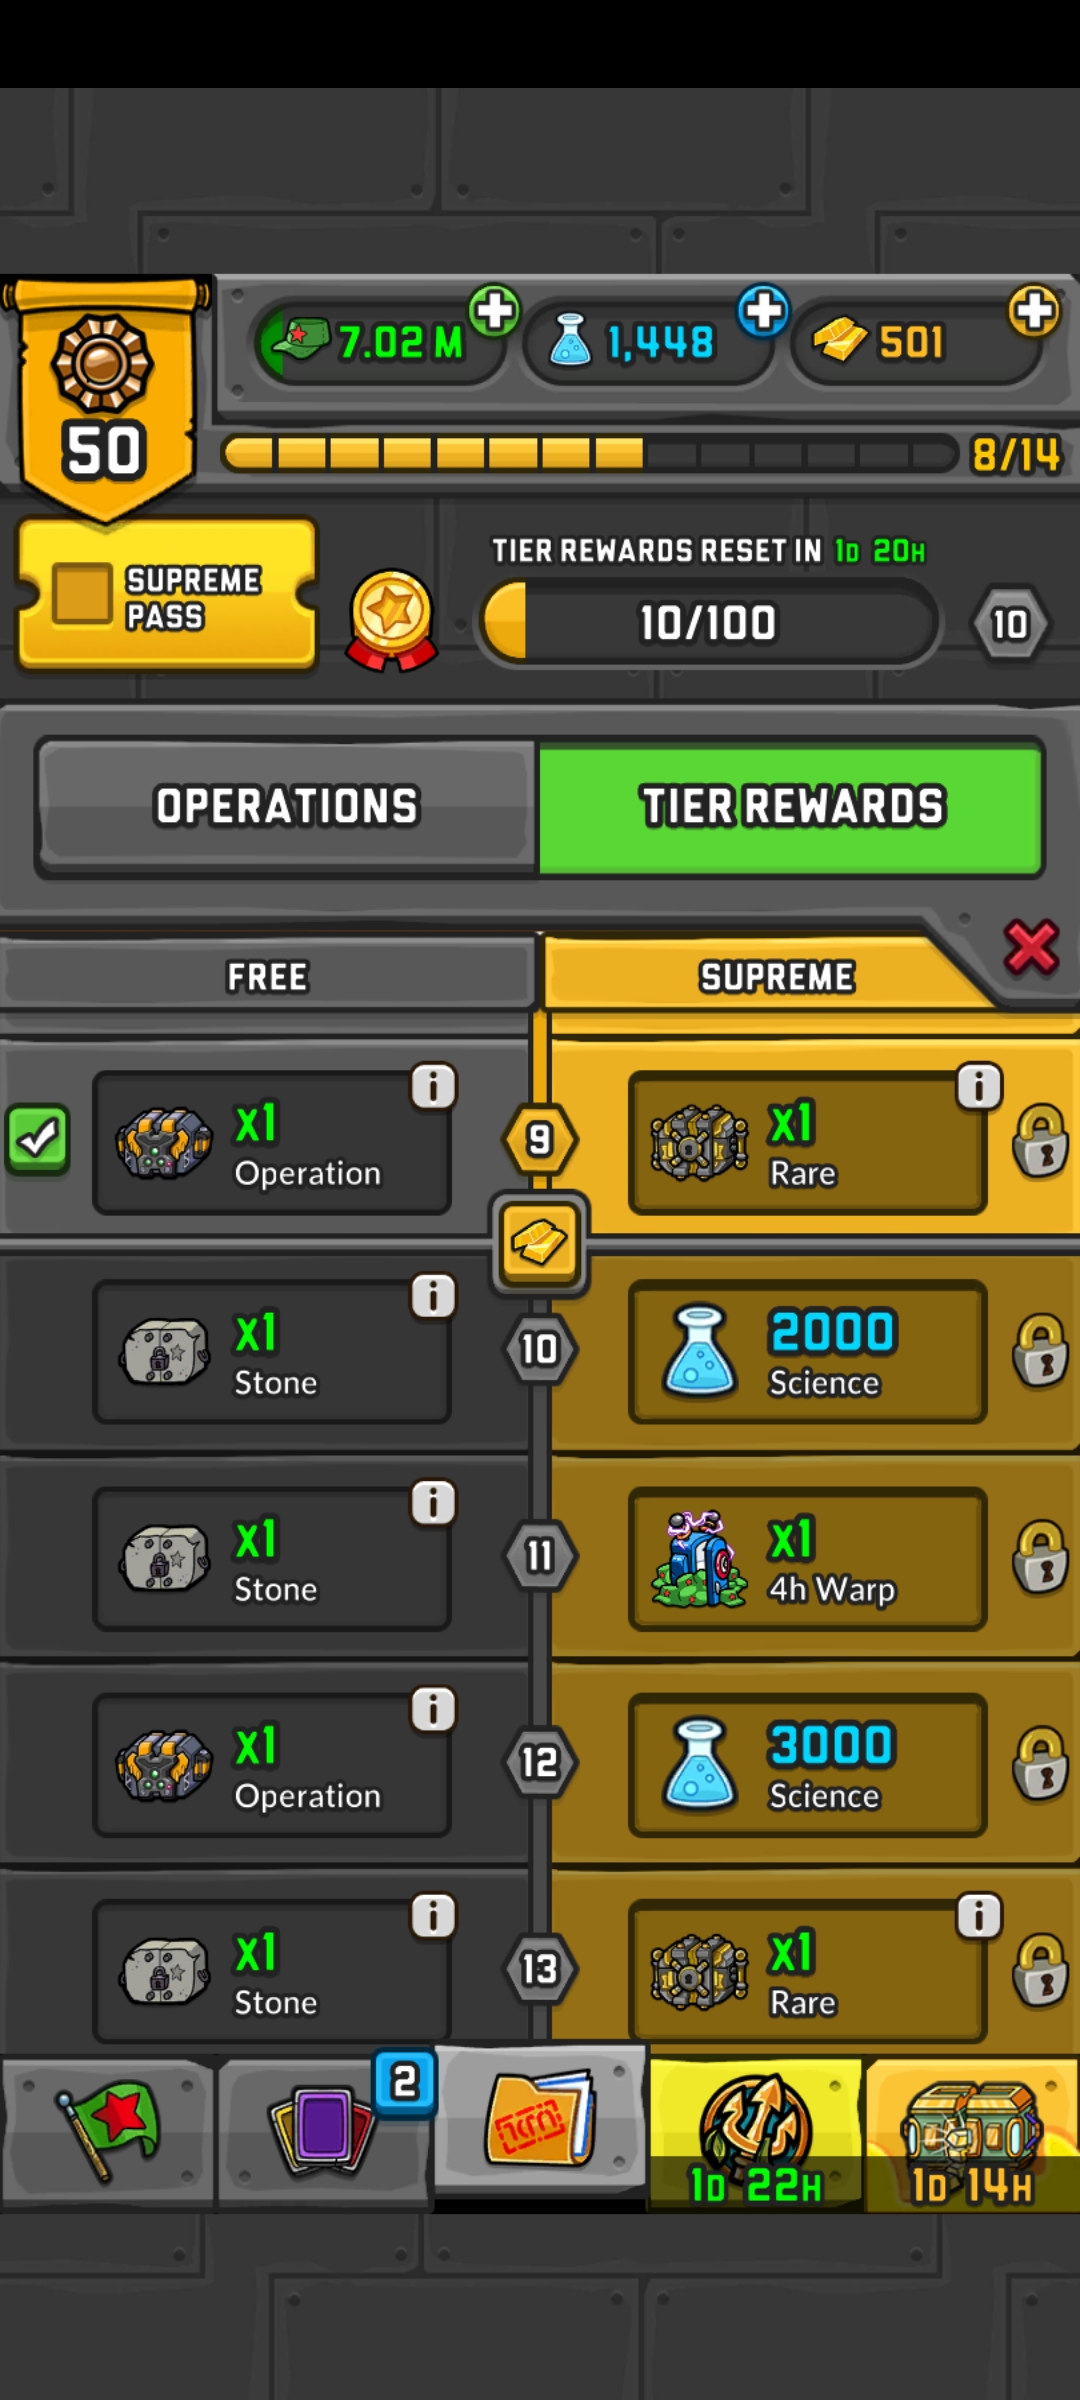 7.02 M
1,448
501
50
8/14
SUPREME
PASS
TIER REWARDS RESET IN 1D 20H
10/100
10
OPERATIONS
TIER REWARDS
FREE
SUPREME
x1
Operation
9
x1
Rare
x1
Stone
10
2000
Science
x1
Stone
11
x1
4h Warp
x1
Operation
12
3000
Science
x1
Stone
13
x1
Rare
2
1D 22H
1D 14H